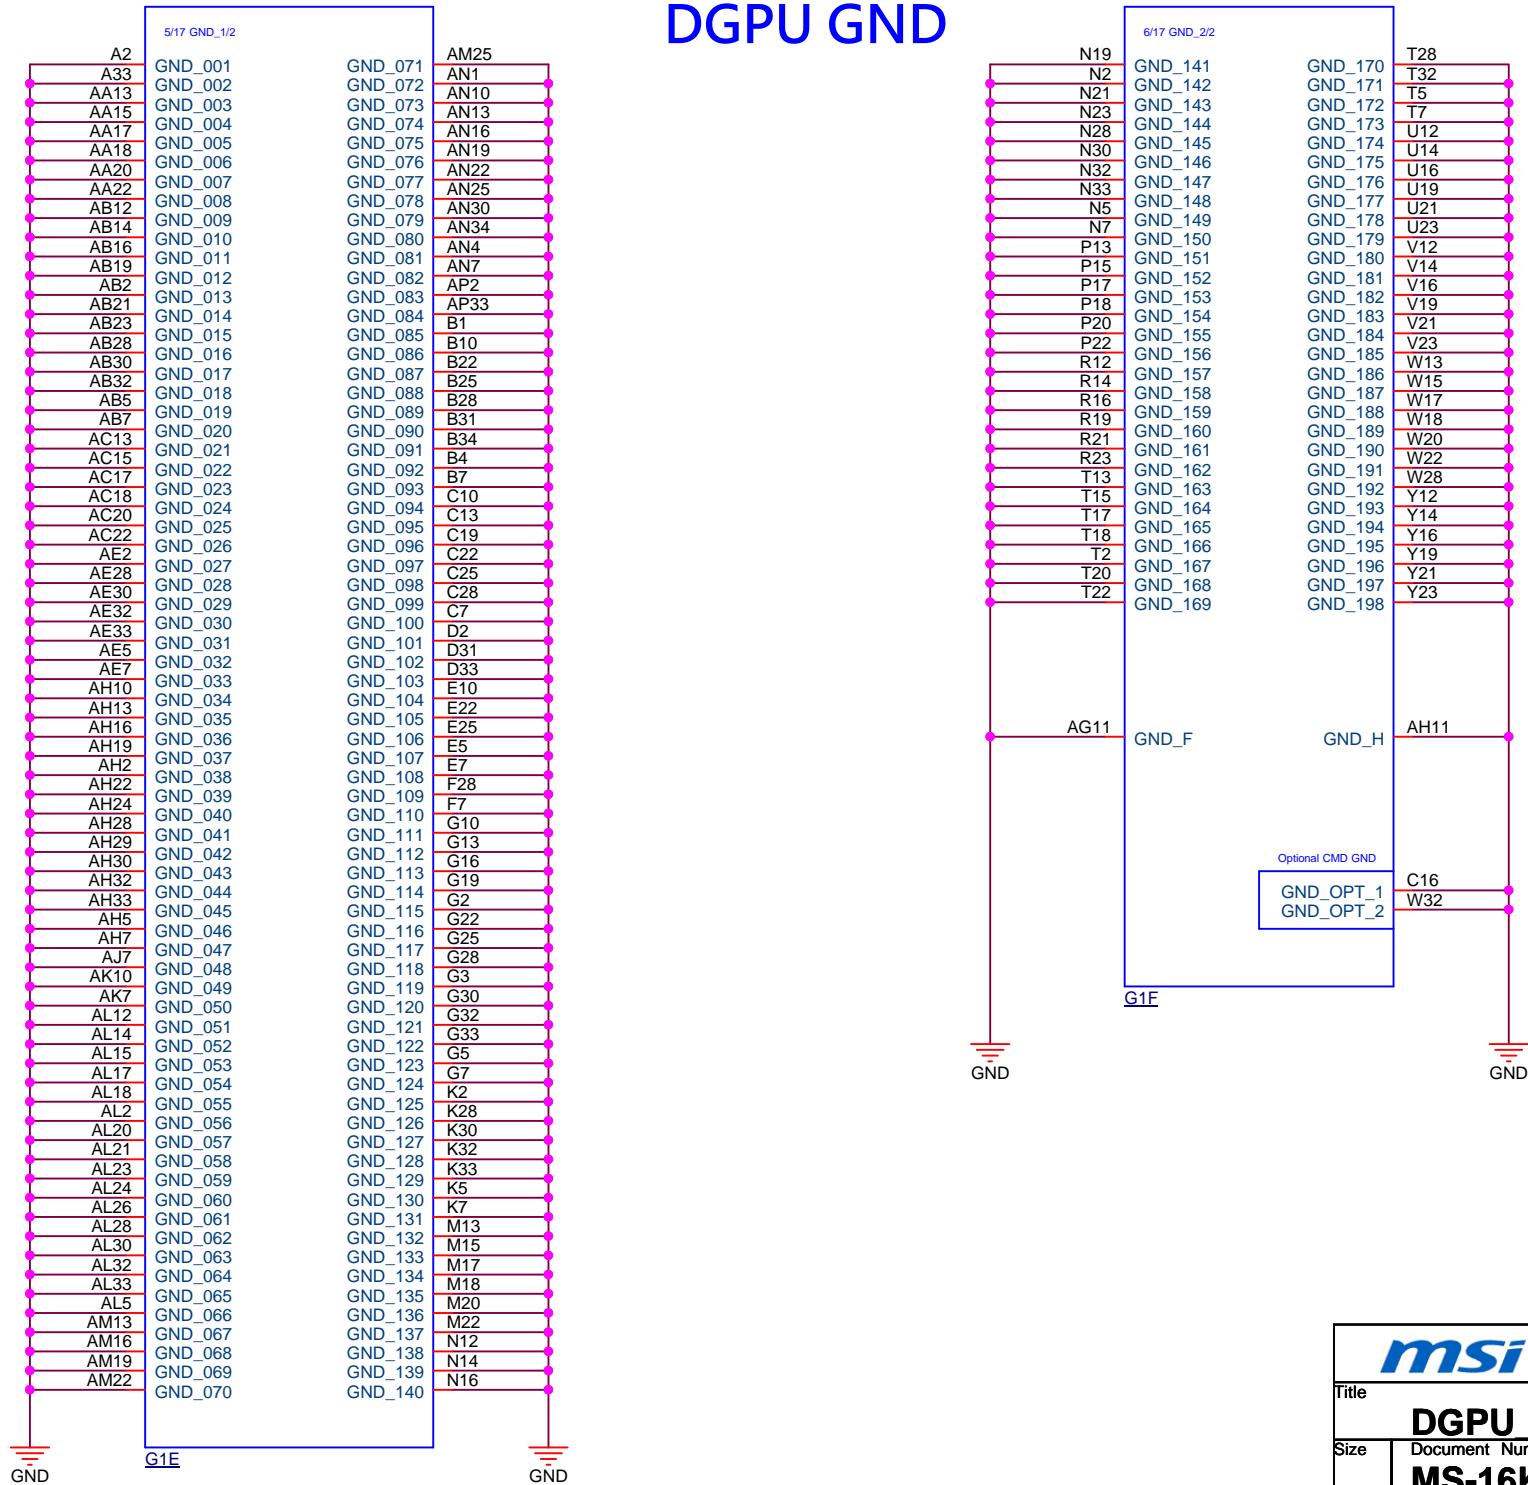 DGPU GND
5/17 GND_1/2
A2 GND_001 GND_071 AM25
A33 GND_002 GND_072 AN1
AA13 GND_003 GND_073 AN10
AA15 GND_004 GND_074 AN13
AA17 GND_005 GND_075 AN16
AA18 GND_006 GND_076 AN19
AA20 GND_007 GND_077 AN22
AA22 GND_008 GND_078 AN25
AB12 GND_009 GND_079 AN30
AB14 GND_010 GND_080 AN34
AB16 GND_011 GND_081 AN4
AB19 GND_012 GND_082 AN7
AB2 GND_013 GND_083 AP2
AB21 GND_014 GND_084 AP33
AB23 GND_015 GND_085 B1
AB28 GND_016 GND_086 B10
AB30 GND_017 GND_087 B22
AB32 GND_018 GND_088 B25
AB5 GND_019 GND_089 B28
AB7 GND_020 GND_090 B31
AC13 GND_021 GND_091 B34
AC15 GND_022 GND_092 B4
AC17 GND_023 GND_093 B7
AC18 GND_024 GND_094 C10
AC20 GND_025 GND_095 C13
AC22 GND_026 GND_096 C19
AE2 GND_027 GND_097 C22
AE28 GND_028 GND_098 C25
AE30 GND_029 GND_099 C28
AE32 GND_030 GND_100 C7
AE33 GND_031 GND_101 D2
AE5 GND_032 GND_102 D31
AE7 GND_033 GND_103 D33
AH10 GND_034 GND_104 E10
AH13 GND_035 GND_105 E22
AH16 GND_036 GND_106 E25
AH19 GND_037 GND_107 E5
AH2 GND_038 GND_108 E7
AH22 GND_039 GND_109 F28
AH24 GND_040 GND_110 F7
AH28 GND_041 GND_111 G10
AH29 GND_042 GND_112 G13
AH30 GND_043 GND_113 G16
AH32 GND_044 GND_114 G19
AH33 GND_045 GND_115 G2
AH5 GND_046 GND_116 G22
AH7 GND_047 GND_117 G25
AJ7 GND_048 GND_118 G28
AK10 GND_049 GND_119 G3
AK7 GND_050 GND_120 G30
AL12 GND_051 GND_121 G32
AL14 GND_052 GND_122 G33
AL15 GND_053 GND_123 G5
AL17 GND_054 GND_124 G7
AL18 GND_055 GND_125 K2
AL2 GND_056 GND_126 K28
AL20 GND_057 GND_127 K30
AL21 GND_058 GND_128 K32
AL23 GND_059 GND_129 K33
AL24 GND_060 GND_130 K5
AL26 GND_061 GND_131 K7
AL28 GND_062 GND_132 M13
AL30 GND_063 GND_133 M15
AL32 GND_064 GND_134 M17
AL33 GND_065 GND_135 M18
AL5 GND_066 GND_136 M20
AM13 GND_067 GND_137 M22
AM16 GND_068 GND_138 N12
AM19 GND_069 GND_139 N14
AM22 GND_070 GND_140 N16
G1E
GND GND
6/17 GND_2/2
N19 GND_141 GND_170 T28
N2 GND_142 GND_171 T32
N21 GND_143 GND_172 T5
N23 GND_144 GND_173 T7
N28 GND_145 GND_174 U12
N30 GND_146 GND_175 U14
N32 GND_147 GND_176 U16
N33 GND_148 GND_177 U19
N5 GND_149 GND_178 U21
N7 GND_150 GND_179 U23
P13 GND_151 GND_180 V12
P15 GND_152 GND_181 V14
P17 GND_153 GND_182 V16
P18 GND_154 GND_183 V19
P20 GND_155 GND_184 V21
P22 GND_156 GND_185 V23
R12 GND_157 GND_186 W13
R14 GND_158 GND_187 W15
R16 GND_159 GND_188 W17
R19 GND_160 GND_189 W18
R21 GND_161 GND_190 W20
R23 GND_162 GND_191 W22
T13 GND_163 GND_192 W28
T15 GND_164 GND_193 Y12
T17 GND_165 GND_194 Y14
T18 GND_166 GND_195 Y16
T2 GND_167 GND_196 Y19
T20 GND_168 GND_197 Y21
T22 GND_169 GND_198 Y23
AG11 GND_F GND_H AH11
Optional CMD GND
GND_OPT_1 C16
GND_OPT_2 W32
G1F
GND GND
msi
Title
DGPU_
Size Document Nu
MS-16